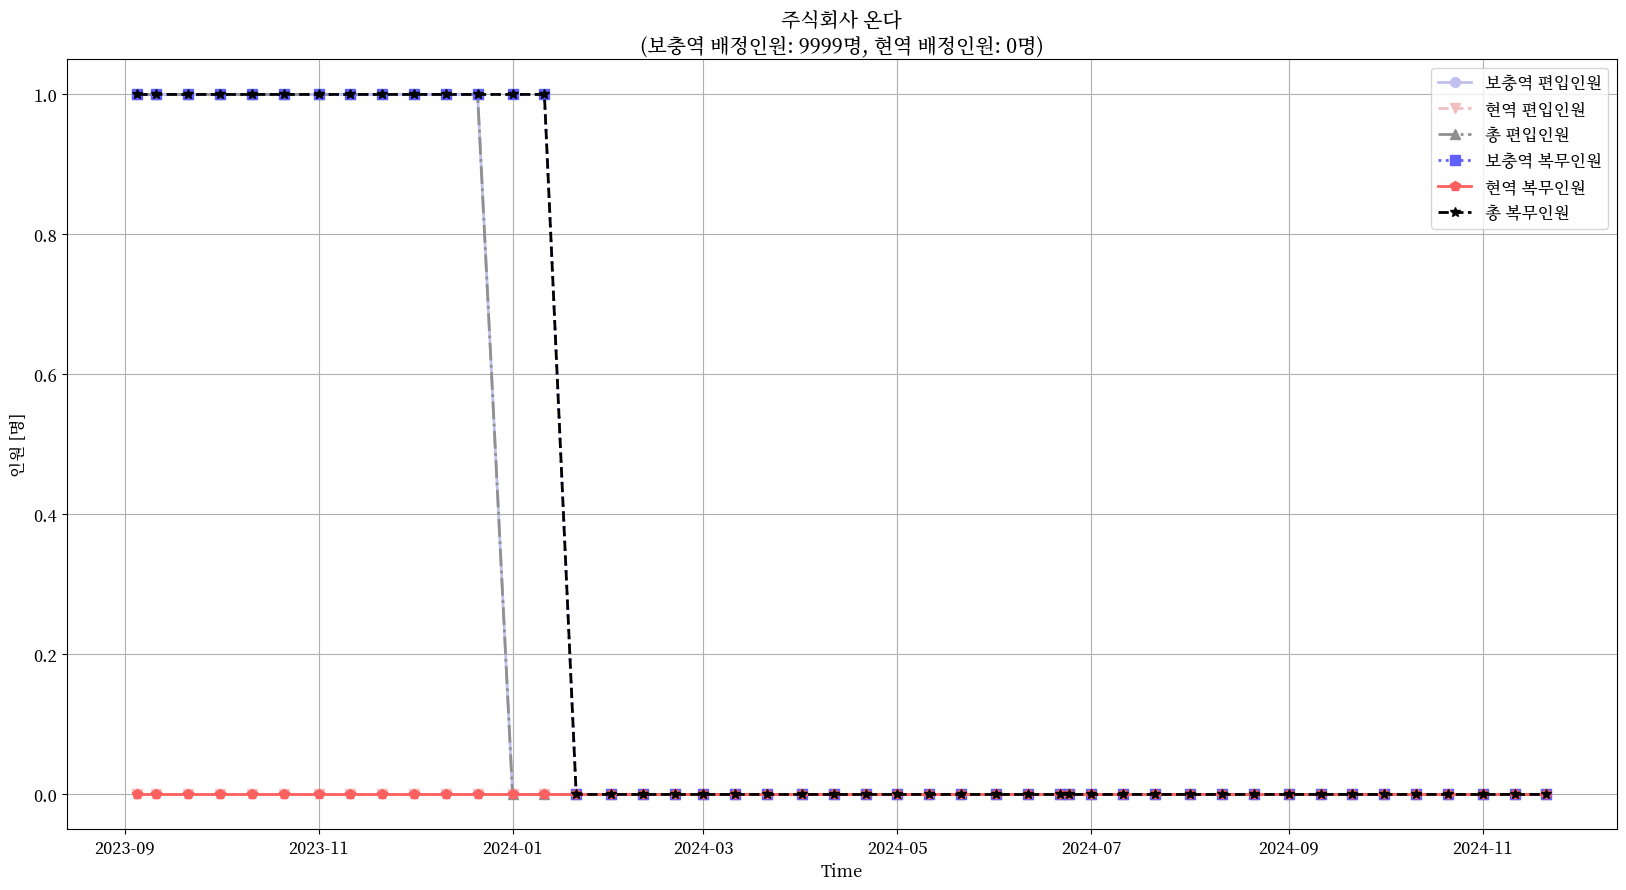 주식회사 온다
(보충역 배정인원: 9999명, 현역 배정인원: 0명)
보충역 편입인원
현역 편입인원
총 편입인원
보충역 복무인원
현역 복무인원
총 복무인원
인원 [명]
1.0
0.8
0.6
0.4
0.2
0.0
2023-09
2023-11
2024-01
2024-03
2024-05
2024-07
2024-09
2024-11
Time